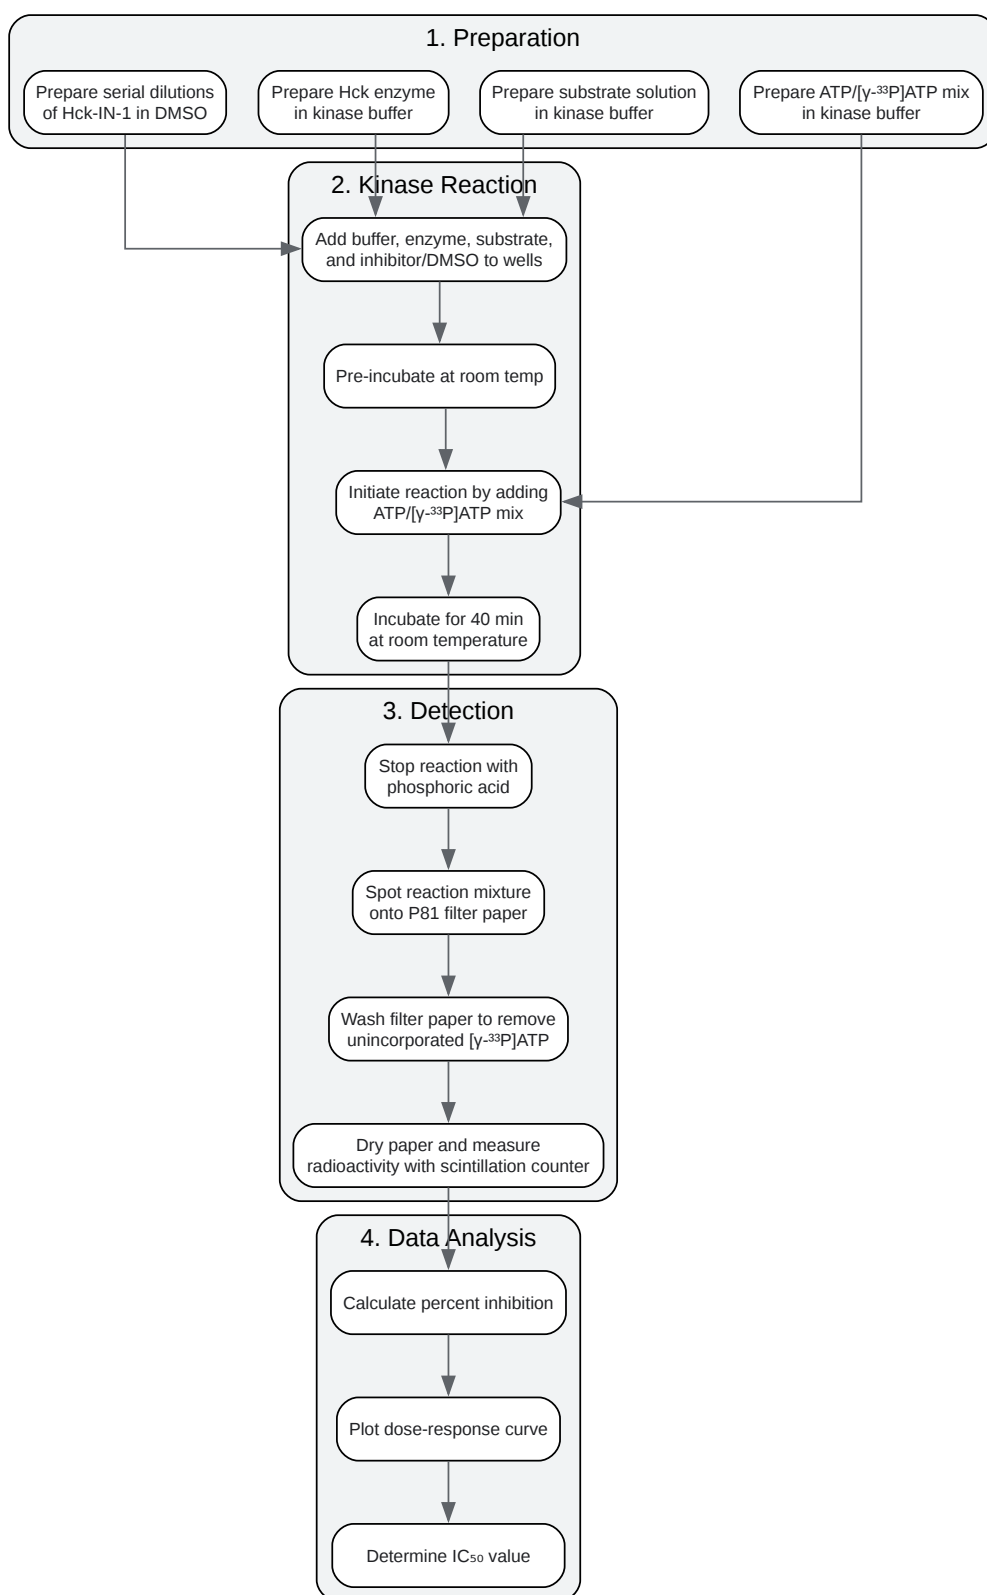 1. Preparation
Prepare serial dilutions
of Hck-IN-1 in DMSO
Prepare Hck enzyme
in kinase buffer
Prepare substrate solution
in kinase buffer
Prepare ATP/[γ-³³P]ATP mix
in kinase buffer
2. Kinase Reaction
Add buffer, enzyme, substrate,
and inhibitor/DMSO to wells
Pre-incubate at room temp
Initiate reaction by adding
ATP/[γ-³³P]ATP mix
Incubate for 40 min
at room temperature
3. Detection
Stop reaction with
phosphoric acid
Spot reaction mixture
onto P81 filter paper
Wash filter paper to remove
unincorporated [γ-³³P]ATP
Dry paper and measure
radioactivity with scintillation counter
4. Data Analysis
Calculate percent inhibition
Plot dose-response curve
Determine IC₅₀ value